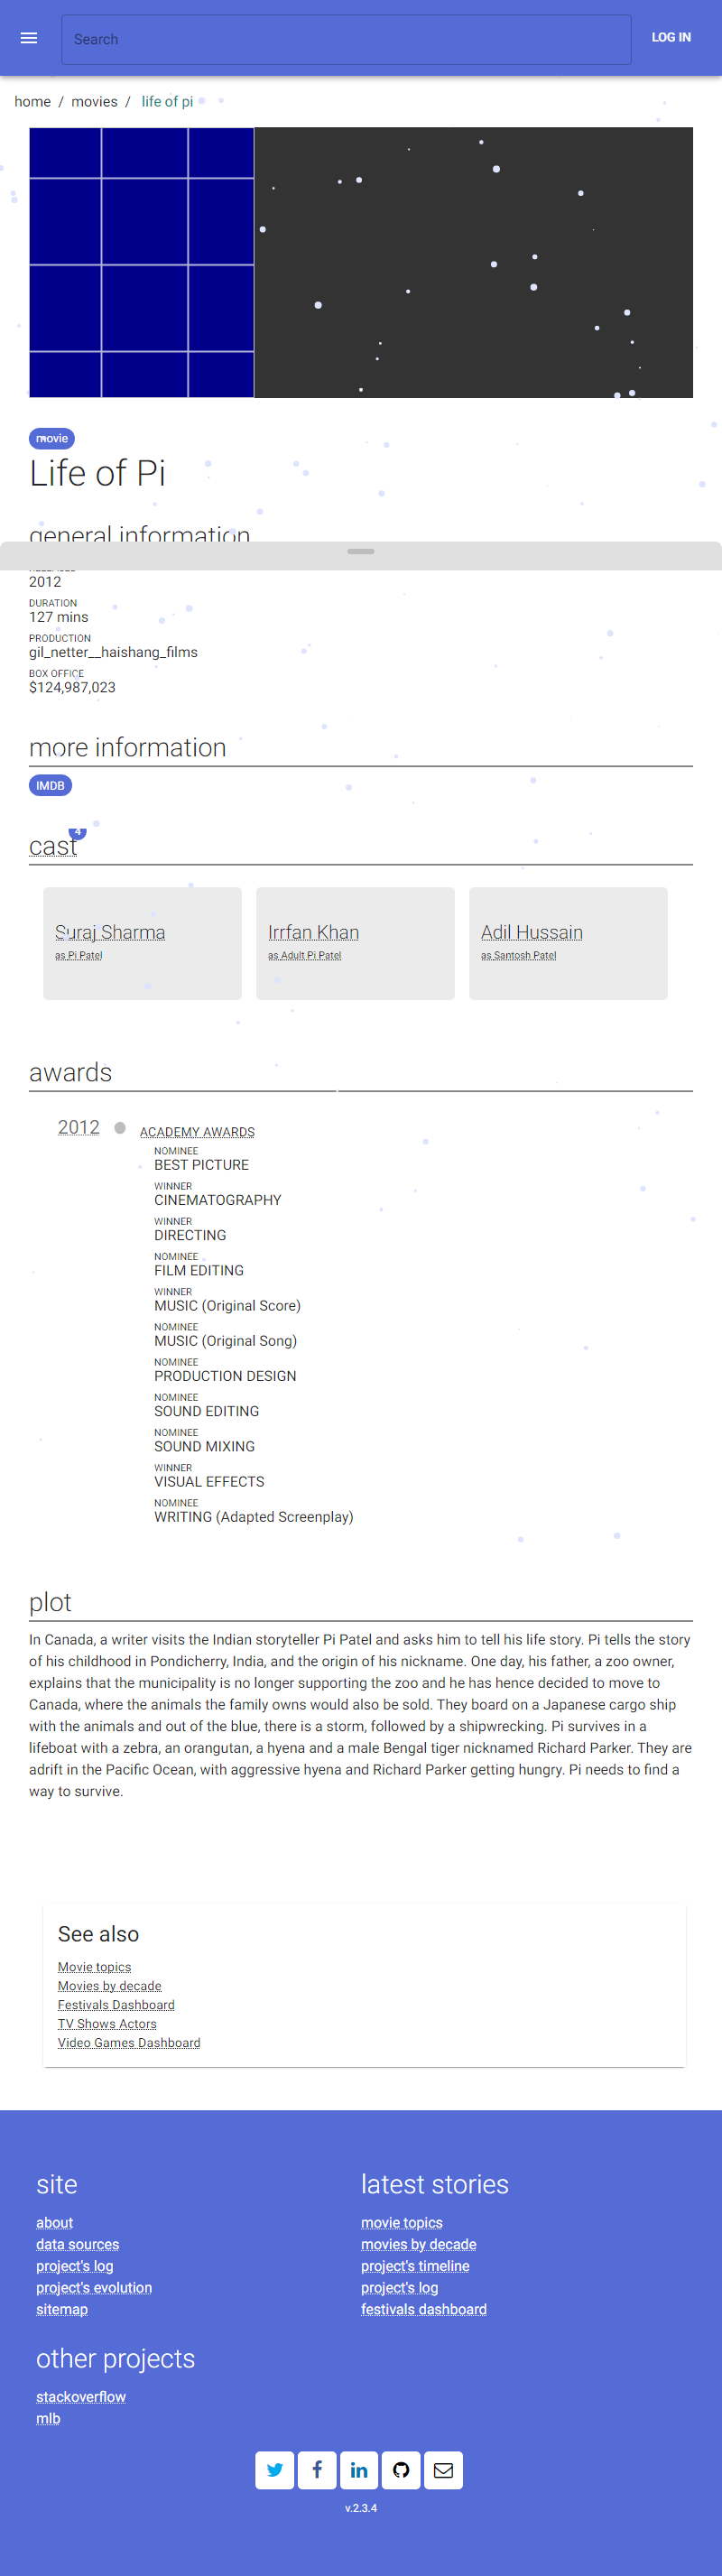 Search
LOG IN
home / movies / life of pi
movie
Life of Pi
general information
2012
DURATION
127 mins
PRODUCTION
gil_netter__haishang_films
BOX OFFICE
$124,987,023
more information
IMDB
cast
4
Suraj Sharma
as Pi Patel
Irrfan Khan
as Adult Pi Patel
Adil Hussain
as Santosh Patel
awards
2012
ACADEMY AWARDS
NOMINEE
BEST PICTURE
WINNER
CINEMATOGRAPHY
WINNER
DIRECTING
NOMINEE
FILM EDITING
WINNER
MUSIC (Original Score)
NOMINEE
MUSIC (Original Song)
NOMINEE
PRODUCTION DESIGN
NOMINEE
SOUND EDITING
NOMINEE
SOUND MIXING
WINNER
VISUAL EFFECTS
NOMINEE
WRITING (Adapted Screenplay)
plot
In Canada, a writer visits the Indian storyteller Pi Patel and asks him to tell his life story. Pi tells the story
of his childhood in Pondicherry, India, and the origin of his nickname. One day, his father, a zoo owner,
explains that the municipality is no longer supporting the zoo and he has hence decided to move to
Canada, where the animals the family owns would also be sold. They board on a Japanese cargo ship
with the animals and out of the blue, there is a storm, followed by a shipwrecking. Pi survives in a
lifeboat with a zebra, an orangutan, a hyena and a male Bengal tiger nicknamed Richard Parker. They are
adrift in the Pacific Ocean, with aggressive hyena and Richard Parker getting hungry. Pi needs to find a
way to survive.
See also
Movie topics
Movies by decade
Festivals Dashboard
TV Shows Actors
Video Games Dashboard
site
about
data sources
project's log
project's evolution
sitemap
latest stories
movie topics
movies by decade
project's timeline
project's log
festivals dashboard
other projects
stackoverflow
mlb
v.2.3.4